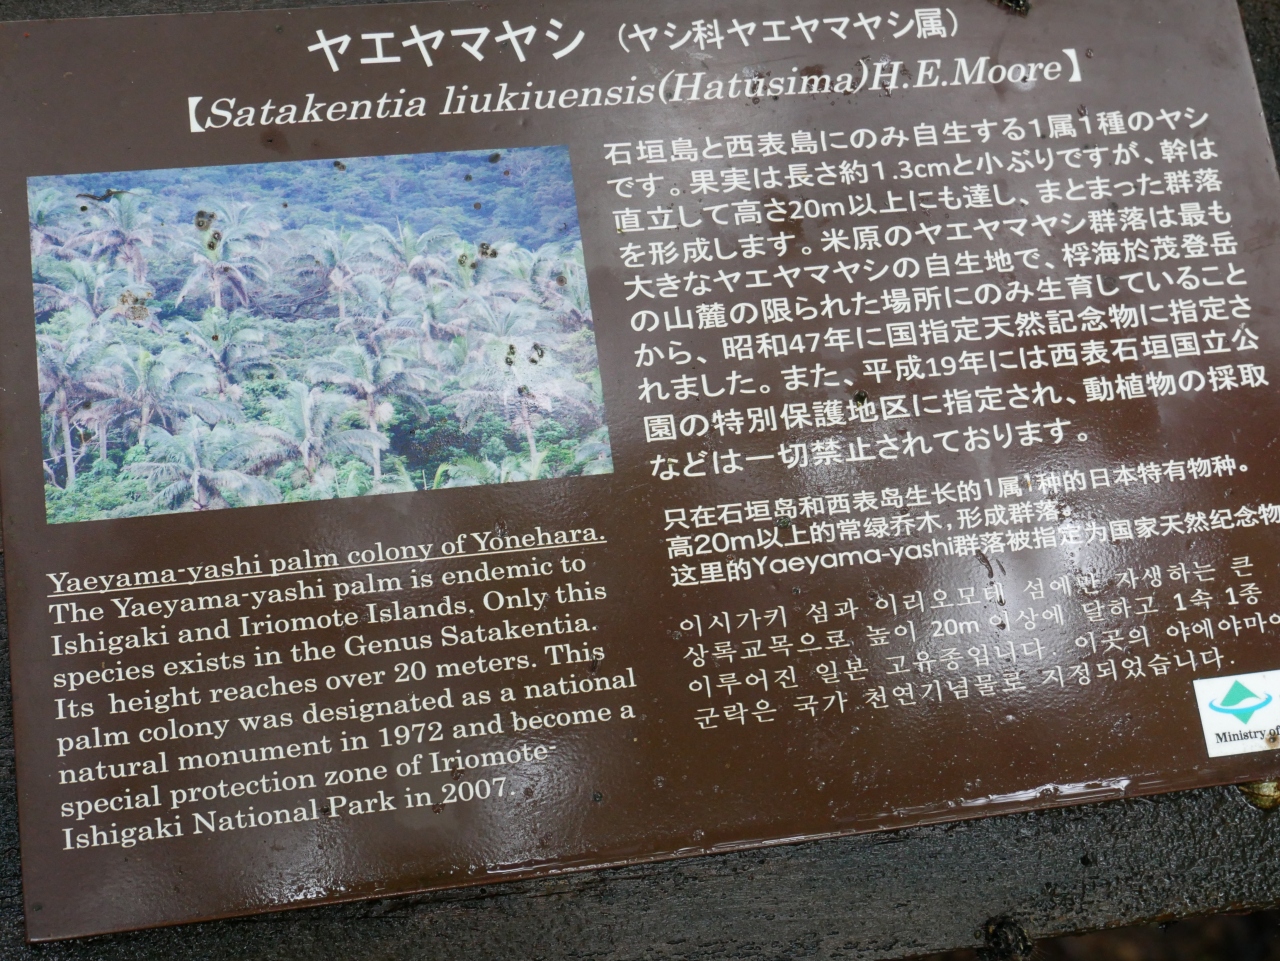 ヤエヤマヤシ（ヤシ科ヤエヤマヤシ属）
【Satakentia liukiuensis(Hatusima)H.E.Moore】
石垣島と西表島にのみ自生する1属1種のヤシ
です。果実は長さ約1.3cmと小ぶりですが、幹は
直立して高さ20m以上にも達し、まとまった群落
を形成します。米原のヤエヤマヤシ群落は最も
大きなヤエヤマヤシの自生地で、桴海於茂登岳
の山麓の限られた場所にのみ生育していること
から、昭和47年に国指定天然記念物に指定さ
れました。また、平成19年には西表石垣国立公
園の特別保護地区に指定され、動植物の採取
などは一切禁止されております。
只在石垣岛和西表岛生长的1属1种的日本特有物种。
高20m以上的常绿乔木，形成群落。
这里的Yaeyama-yashi群落被指定为国家天然纪念物
이시가키 섬과 이리오모테 섬에만 자생하는 큰
상록교목으로 높이 20m 이상에 달하고 1속 1종
이루어진 일본 고유종입니다. 이곳의 야에야마야
군락은 국가 천연기념물로 지정되었습니다.
Yaeyama-yashi palm colony of Yonehara.
The Yaeyama-yashi palm is endemic to
Ishigaki and Iriomote Islands. Only this
species exists in the Genus Satakentia.
Its height reaches over 20 meters. This
palm colony was designated as a national
natural monument in 1972 and become a
special protection zone of Iriomote-
Ishigaki National Park in 2007.
Ministry of